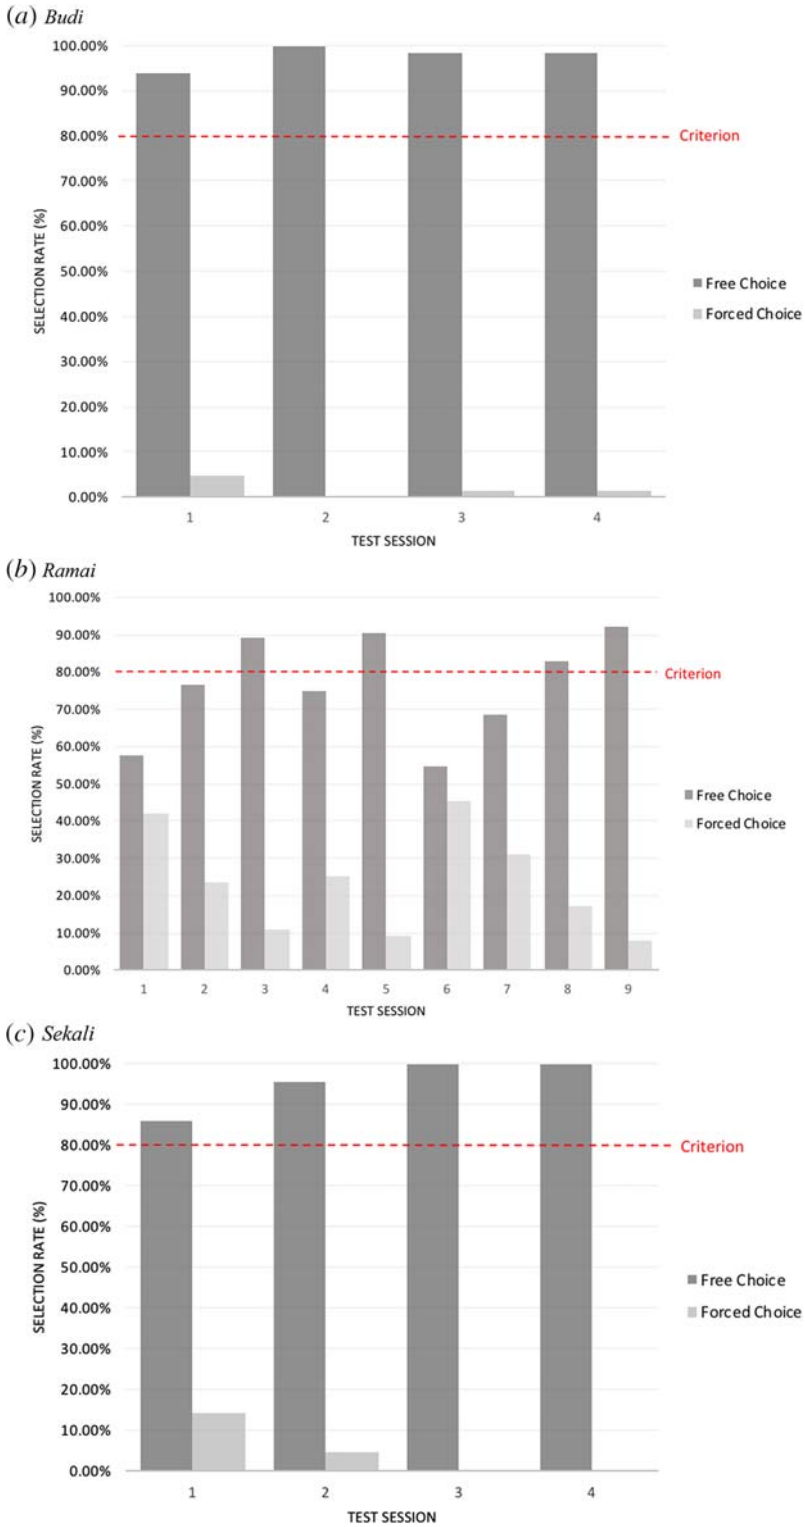 (a) Budi
100.00%
90.00%
80.00%
70.00%
60.00%
50.00%
40.00%
30.00%
20.00%
10.00%
0.00%
SELECTION RATE (%)
Criterion
Free Choice
Forced Choice
1 2 3 4
TEST SESSION
(b) Ramai
100.00%
90.00%
80.00%
70.00%
60.00%
50.00%
40.00%
30.00%
20.00%
10.00%
0.00%
SELECTION RATE (%)
Criterion
Free Choice
Forced Choice
1 2 3 4 5 6 7 8 9
TEST SESSION
(c) Sekali
100.00%
90.00%
80.00%
70.00%
60.00%
50.00%
40.00%
30.00%
20.00%
10.00%
0.00%
SELECTION RATE (%)
Criterion
Free Choice
Forced Choice
1 2 3 4
TEST SESSION